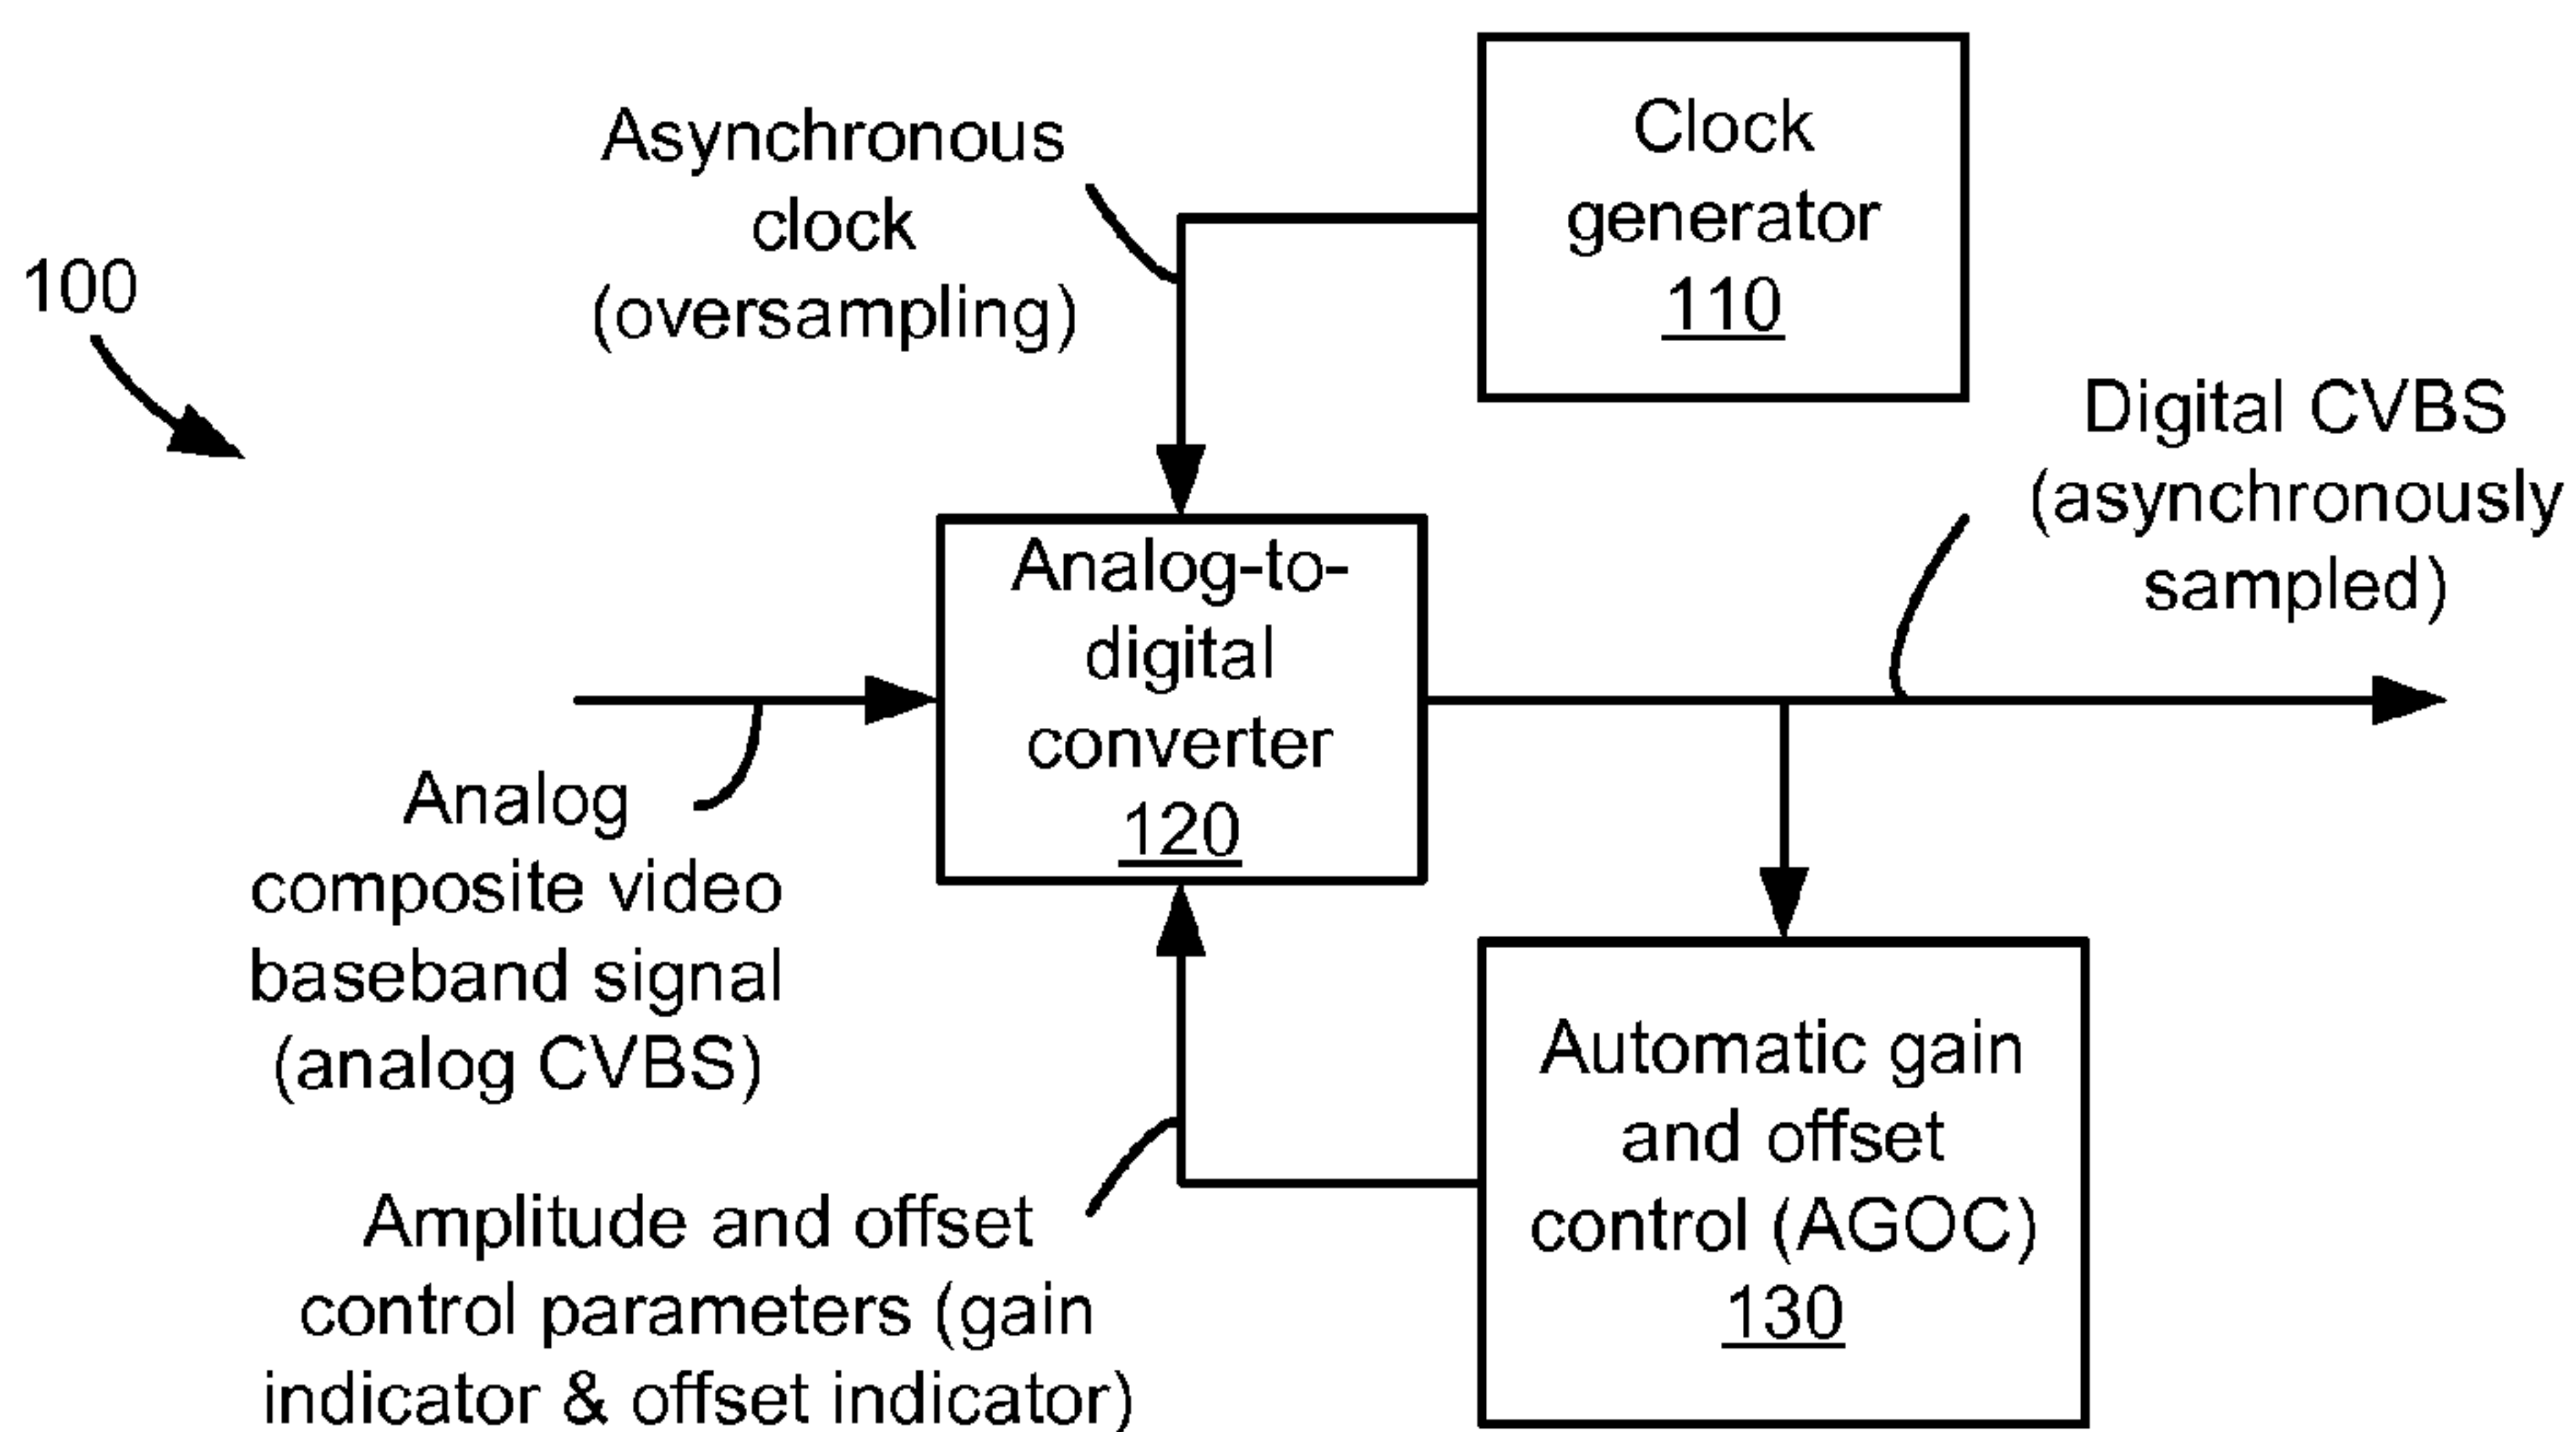 100
Asynchronous
clock
(oversampling)
Clock
generator
110
Digital CVBS
(asynchronously
sampled)
Analog-to-
digital
converter
120
Analog
composite video
baseband signal
(analog CVBS)
Amplitude and offset
control parameters (gain
indicator & offset indicator)
Automatic gain
and offset
control (AGOC)
130